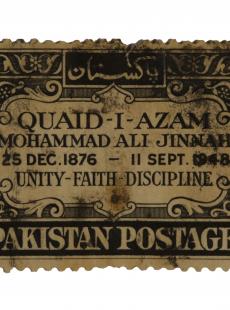 پاکستان
QUAID-I-AZAM
MOHAMMAD ALI JINNAH
25 DEC. 1876 — 11 SEPT. 1948
UNITY-FAITH-DISCIPLINE
PAKISTAN POSTAGE